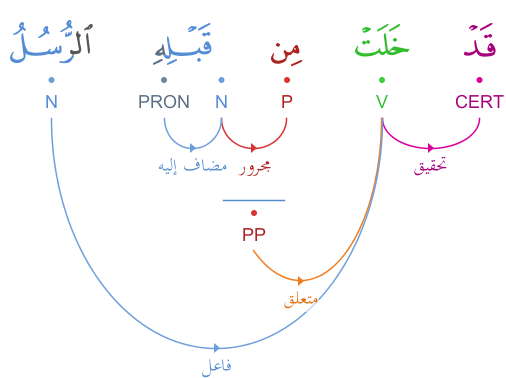 قَدۡ خَلَتۡ مِن قَبۡلِهِ ٱلرُّسُلُ
CERT V P N PRON N
تحقيق مجرور مضاف إليه
PP
متعلق
فاعل